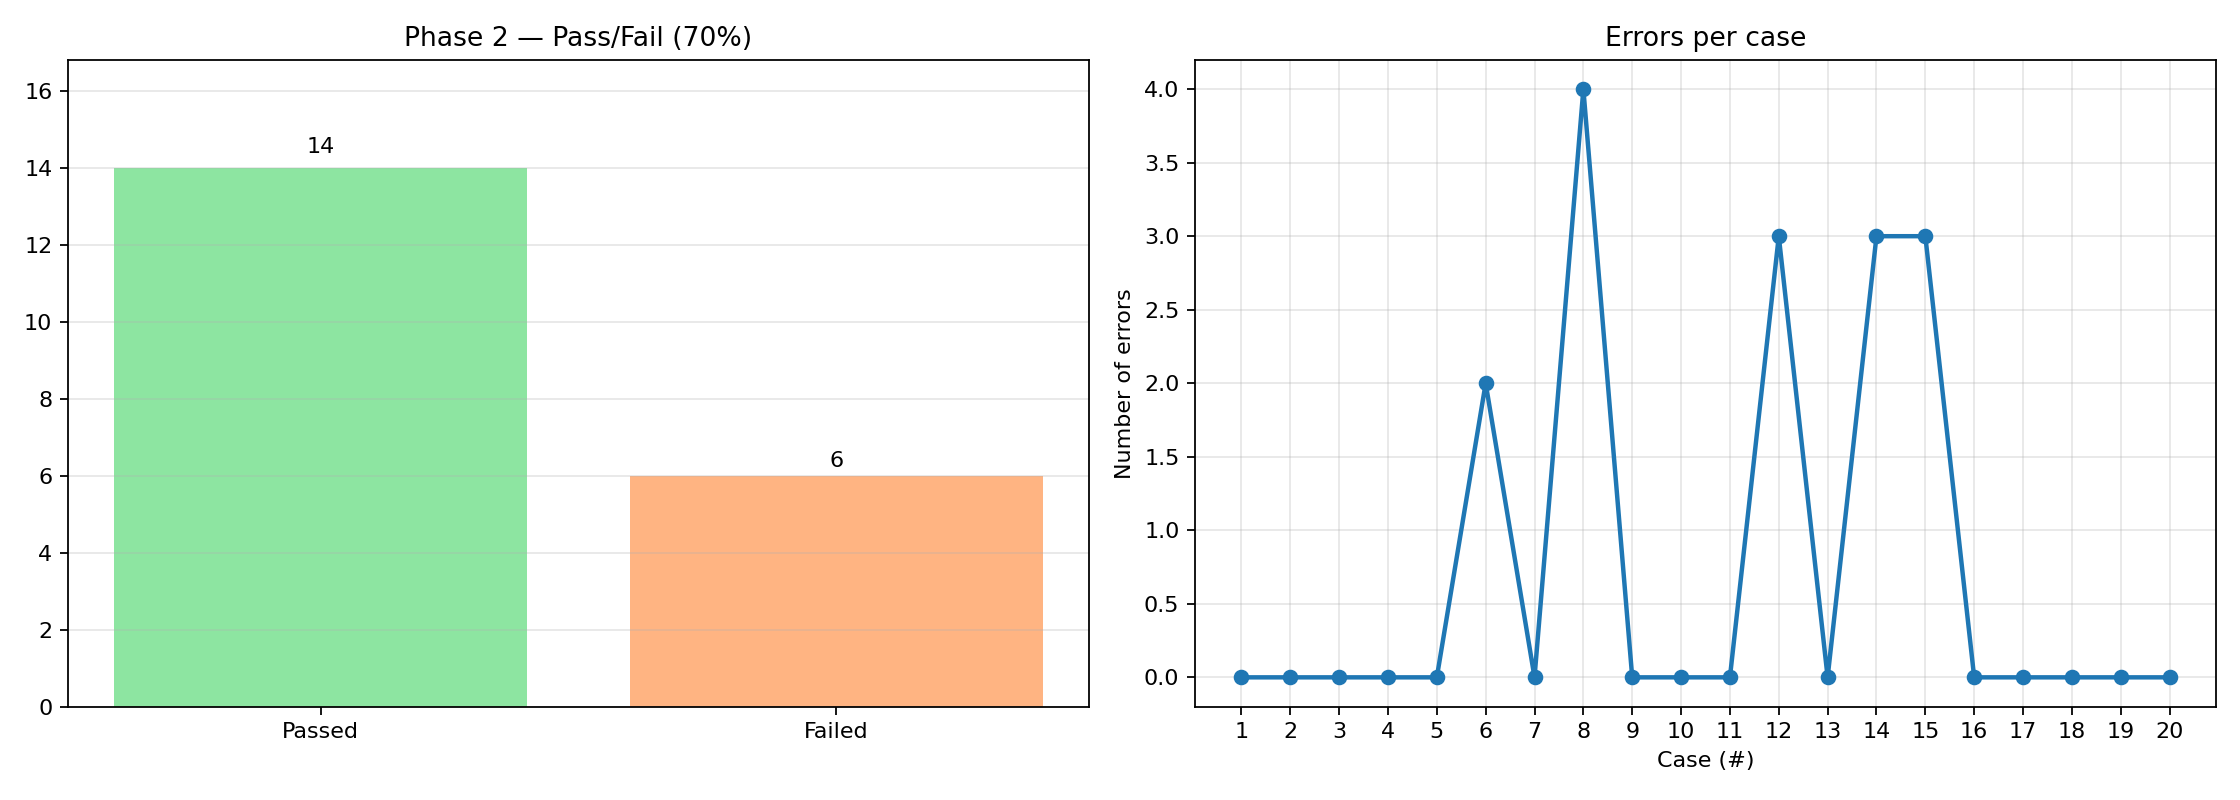 Phase 2 — Pass/Fail (70%)
16
14
12
10
8
6
4
2
0
14
6
Passed
Failed
Errors per case
Number of errors
4.0
3.5
3.0
2.5
2.0
1.5
1.0
0.5
0.0
1 2 3 4 5 6 7 8 9 10 11 12 13 14 15 16 17 18 19 20
Case (#)